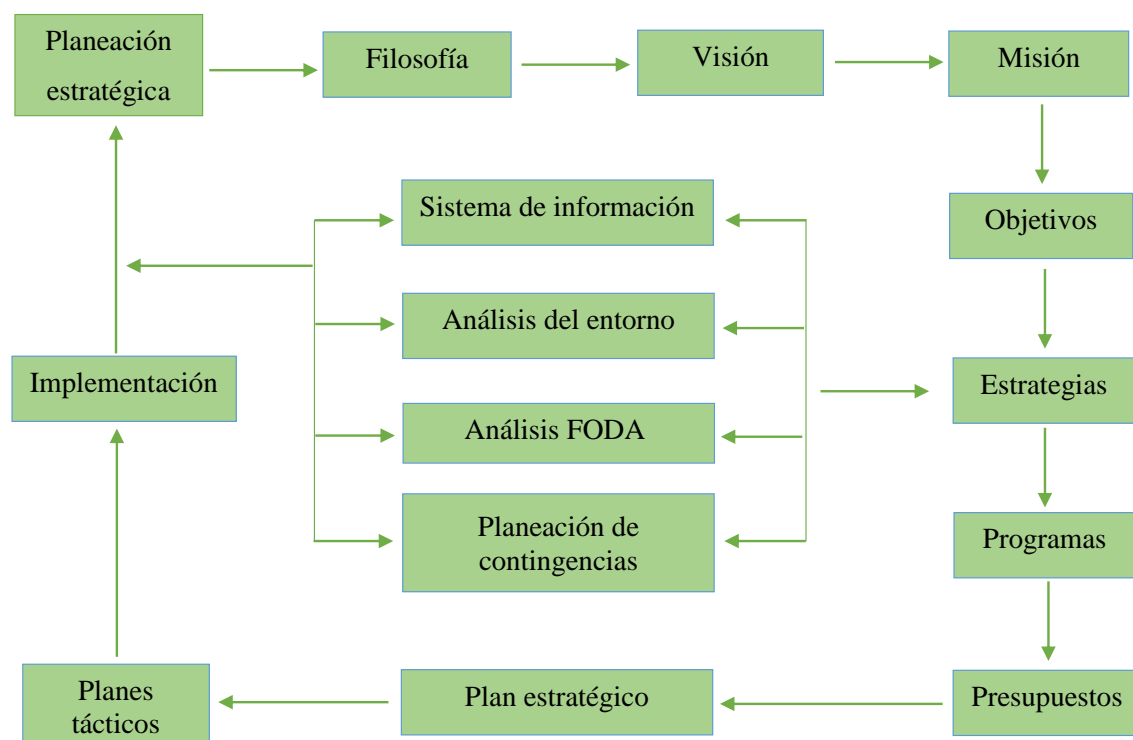 Planeación
estratégica
Filosofía
Visión
Misión
Sistema de información
Objetivos
Análisis del entorno
Implementación
Estrategias
Análisis FODA
Planeación de
contingencias
Programas
Planes
tácticos
Plan estratégico
Presupuestos